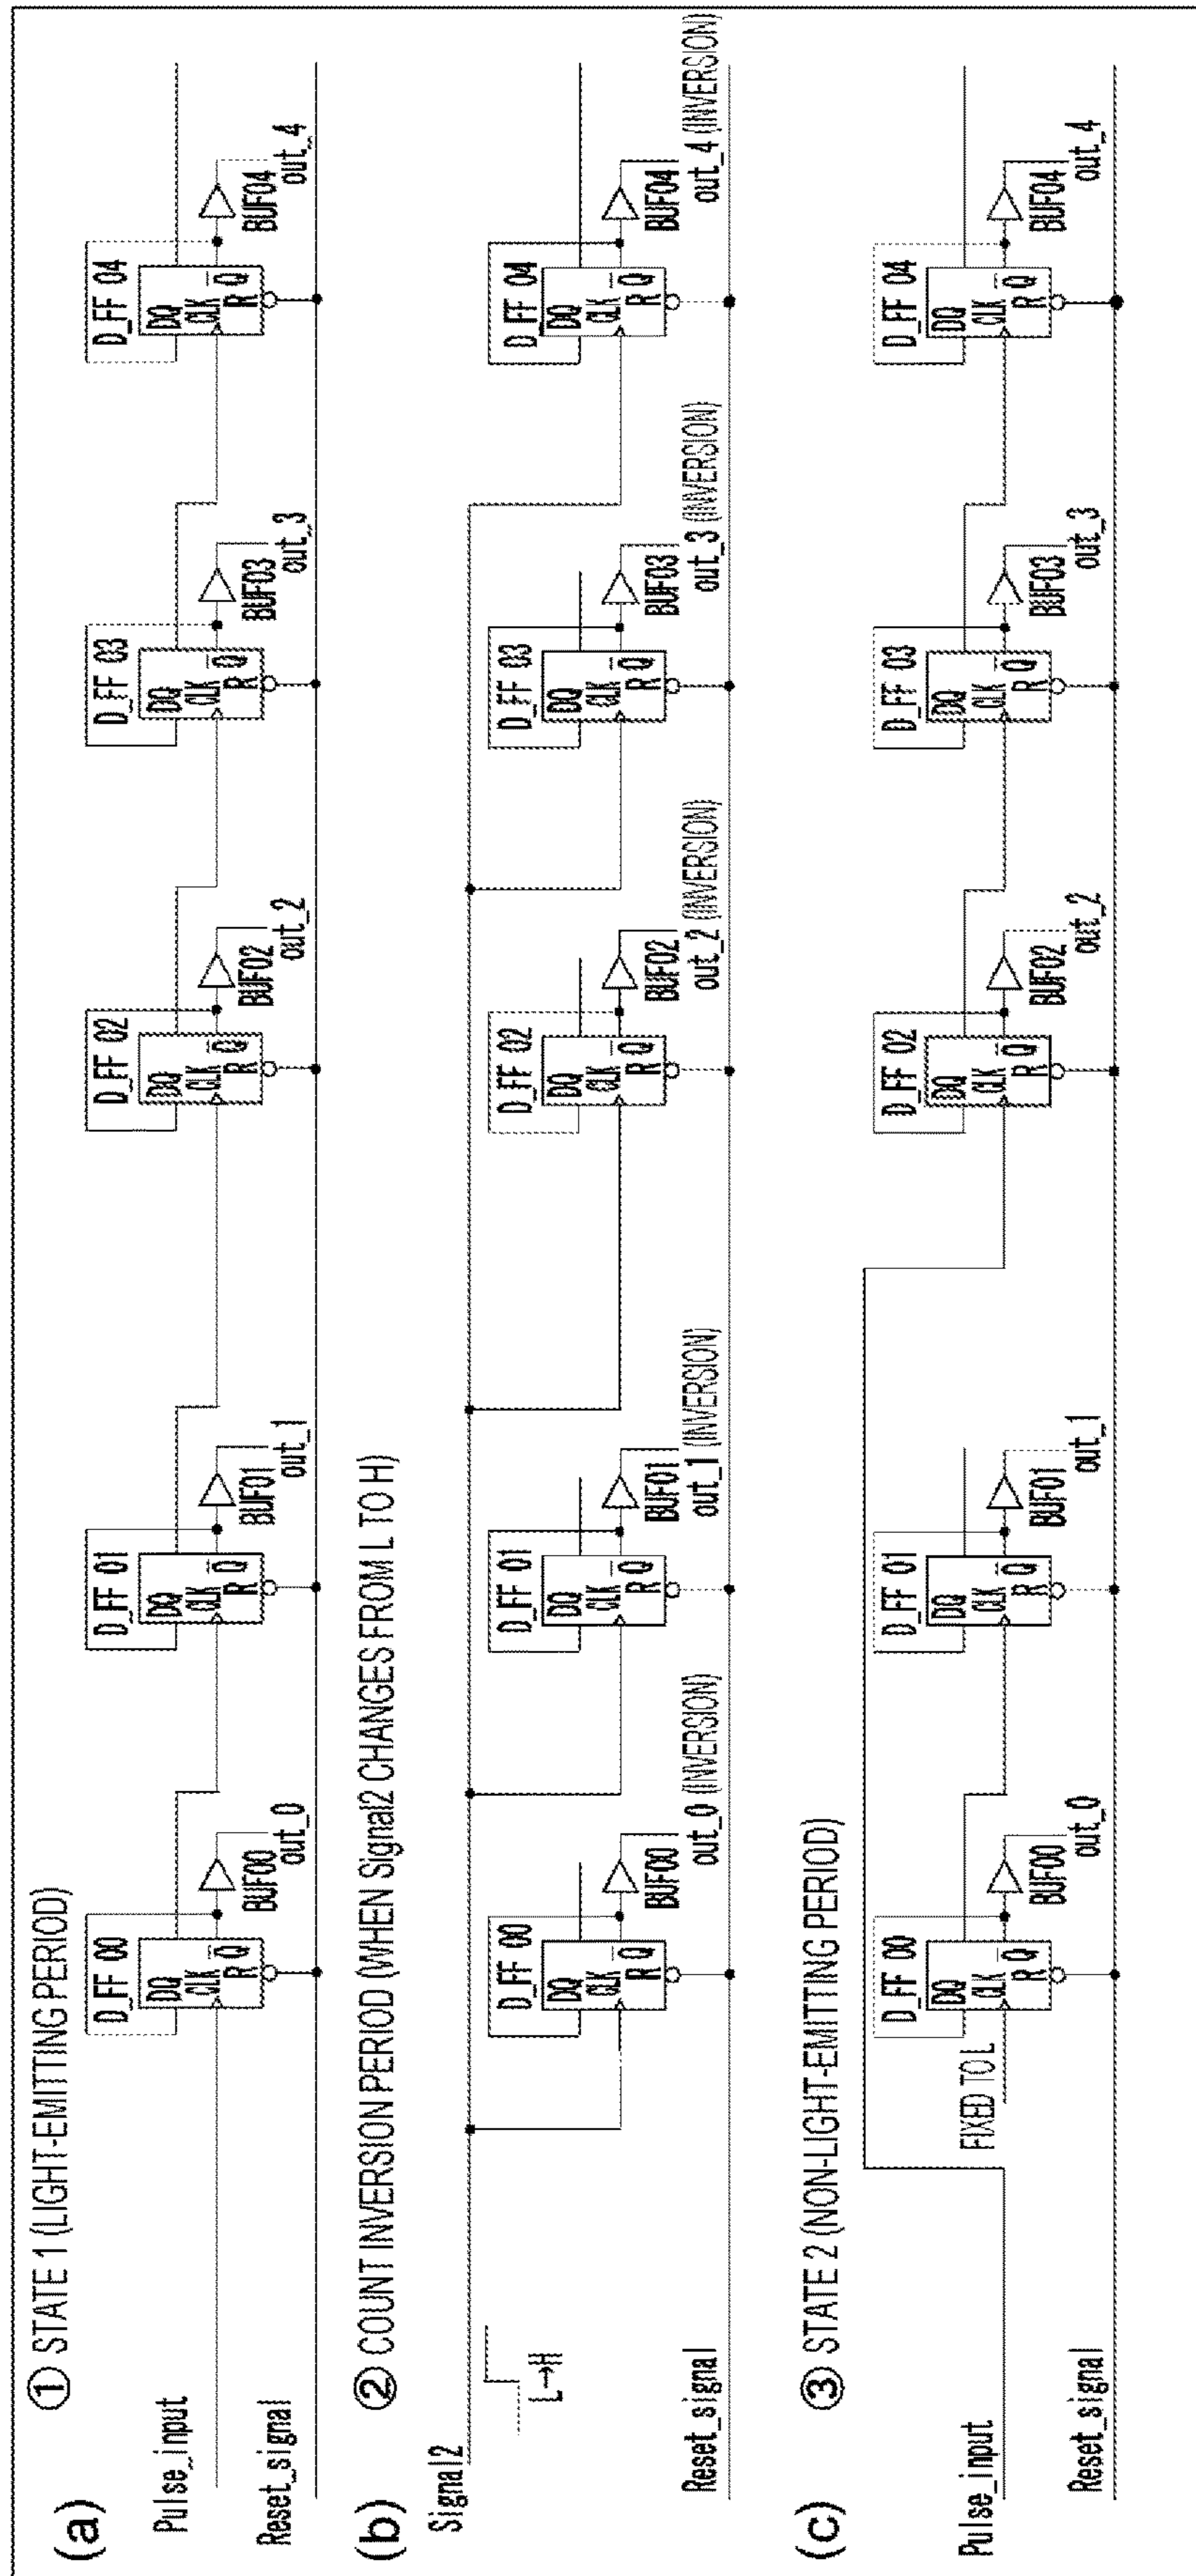 (a)
① STATE 1 (LIGHT-EMITTING PERIOD)
Pulse_input
Reset_signal
D_FF 00
DQ
CLK
R Q
BUF00
out_0
D_FF 01
DQ
CLK
R Q
BUF01
out_1
D_FF 02
DQ
CLK
R Q
BUF02
out_2
D_FF 03
DQ
CLK
R Q
BUF03
out_3
D_FF 04
DQ
CLK
R Q
BUF04
out_4
(b)
② COUNT INVERSION PERIOD (WHEN Signal2 CHANGES FROM L TO H)
Signal2
L→H
Reset_signal
D_FF 00
DQ
CLK
R Q
BUF00
out_0 (INVERSION)
D_FF 01
DQ
CLK
R Q
BUF01
out_1 (INVERSION)
D_FF 02
DQ
CLK
R Q
BUF02
out_2 (INVERSION)
D_FF 03
DQ
CLK
R Q
BUF03
out_3 (INVERSION)
D_FF 04
DQ
CLK
R Q
BUF04
out_4 (INVERSION)
(c)
③ STATE 2 (NON-LIGHT-EMITTING PERIOD)
Pulse_input
Reset_signal
FIXED TO L
D_FF 00
DQ
CLK
R Q
BUF00
out_0
D_FF 01
DQ
CLK
R Q
BUF01
out_1
D_FF 02
DQ
CLK
R Q
BUF02
out_2
D_FF 03
DQ
CLK
R Q
BUF03
out_3
D_FF 04
DQ
CLK
R Q
BUF04
out_4